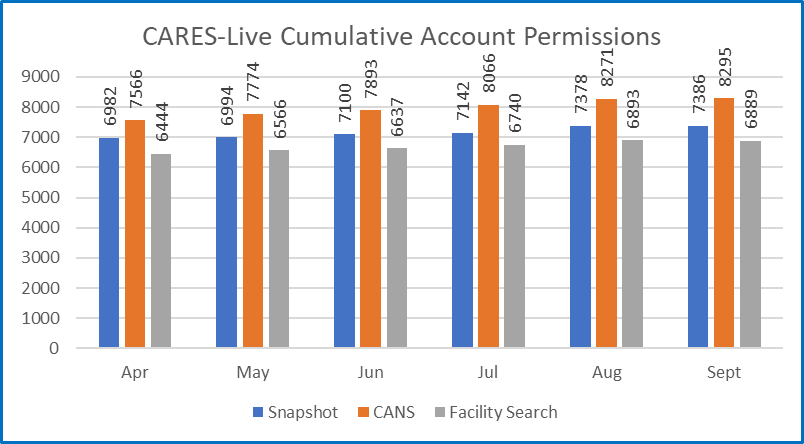 CARES-Live Cumulative Account Permissions
9000
8000
7000
6000
5000
4000
3000
2000
1000
0
6982 7566 6444 6994 7774 6566 7100 7893 6637 7142 8066 6740 7378 8271 6893 7386 8295 6889
Apr May Jun Jul Aug Sept
Snapshot CANS Facility Search